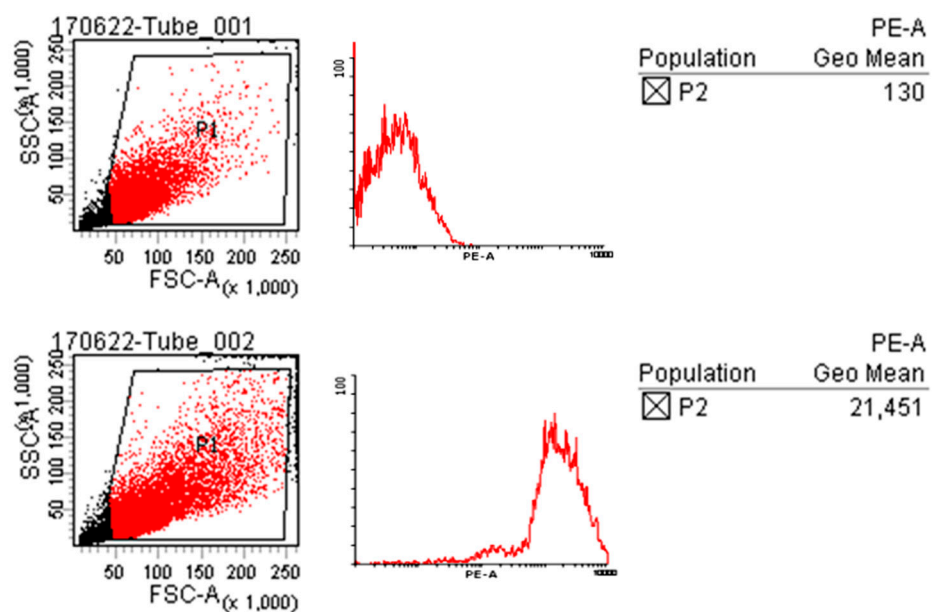 170622-Tube_001
SSC-A (x 1,000)
50 100 150 200 250
P1
50 100 150 200 250
FSC-A (x 1,000)
100
PE-A
10000
PE-A
Population Geo Mean
P2 130
170622-Tube_002
SSC-A (x 1,000)
50 100 150 200 250
P1
50 100 150 200 250
FSC-A (x 1,000)
100
PE-A
10000
PE-A
Population Geo Mean
P2 21,451